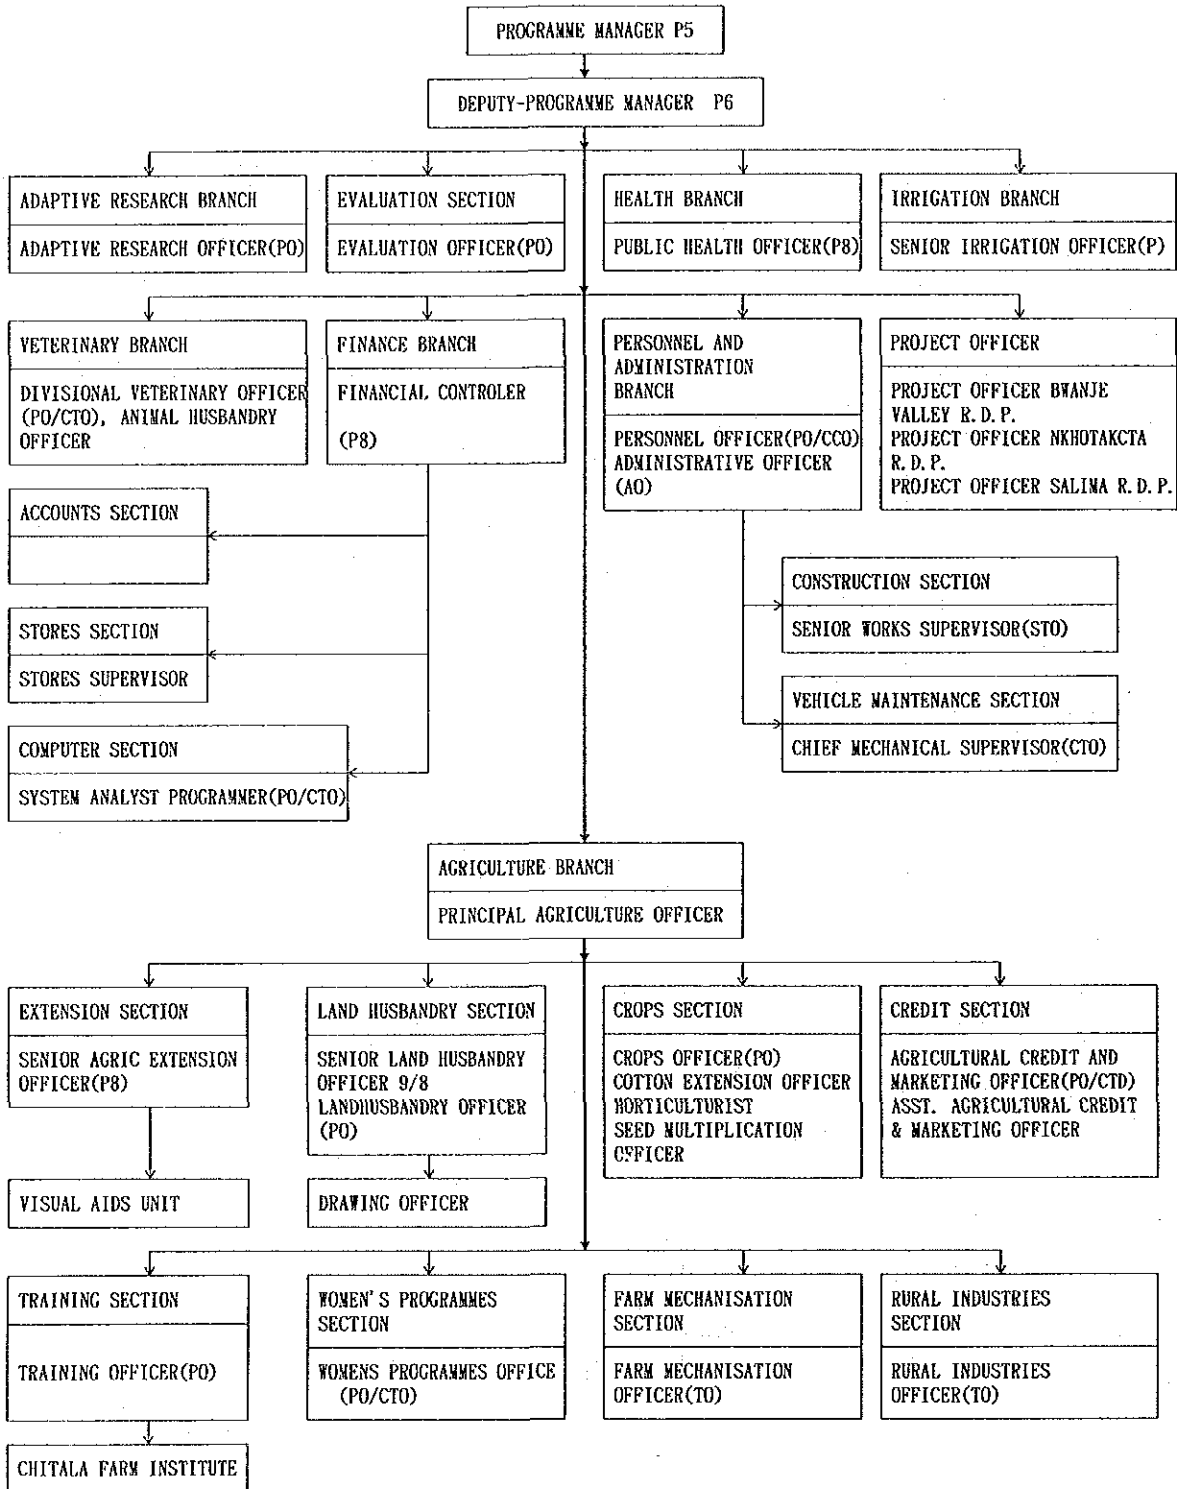 PROGRAMME MANAGER P5
DEPUTY-PROGRAMME MANAGER P6
ADAPTIVE RESEARCH BRANCH
ADAPTIVE RESEARCH OFFICER(PO)
EVALUATION SECTION
EVALUATION OFFICER(PO)
HEALTH BRANCH
PUBLIC HEALTH OFFICER(P8)
IRRIGATION BRANCH
SENIOR IRRIGATION OFFICER(P)
VETERINARY BRANCH
DIVISIONAL VETERINARY OFFICER
(PO/CTO), ANIMAL HUSBANDRY
OFFICER
FINANCE BRANCH
FINANCIAL CONTROLER
(P8)
PERSONNEL AND
ADMINISTRATION
BRANCH
PERSONNEL OFFICER(PO/CCO)
ADMINISTRATIVE OFFICER
(AO)
PROJECT OFFICER
PROJECT OFFICER BWANJE
VALLEY R.D.P.
PROJECT OFFICER NKHOTAKCTA
R.D.P.
PROJECT OFFICER SALIMA R.D.P.
ACCOUNTS SECTION
STORES SECTION
STORES SUPERVISOR
COMPUTER SECTION
SYSTEM ANALYST PROGRAMMER(PO/CTO)
CONSTRUCTION SECTION
SENIOR WORKS SUPERVISOR(STO)
VEHICLE MAINTENANCE SECTION
CHIEF MECHANICAL SUPERVISOR(CTO)
AGRICULTURE BRANCH
PRINCIPAL AGRICULTURE OFFICER
EXTENSION SECTION
SENIOR AGRIC EXTENSION
OFFICER(P8)
VISUAL AIDS UNIT
LAND HUSBANDRY SECTION
SENIOR LAND HUSBANDRY
OFFICER 9/8
LANDHUSBANDRY OFFICER
(PO)
DRAWING OFFICER
CROPS SECTION
CROPS OFFICER(PO)
COTTON EXTENSION OFFICER
HORTICULTURIST
SEED MULTIPLICATION
OFFICER
CREDIT SECTION
AGRICULTURAL CREDIT AND
MARKETING OFFICER(PO/CTD)
ASST. AGRICULTURAL CREDIT
& MARKETING OFFICER
TRAINING SECTION
TRAINING OFFICER(PO)
CHITALA FARM INSTITUTE
WOMEN'S PROGRAMMES
SECTION
WOMENS PROGRAMMES OFFICE
(PO/CTO)
FARM MECHANISATION
SECTION
FARM MECHANISATION
OFFICER(TO)
RURAL INDUSTRIES
SECTION
RURAL INDUSTRIES
OFFICER(TO)